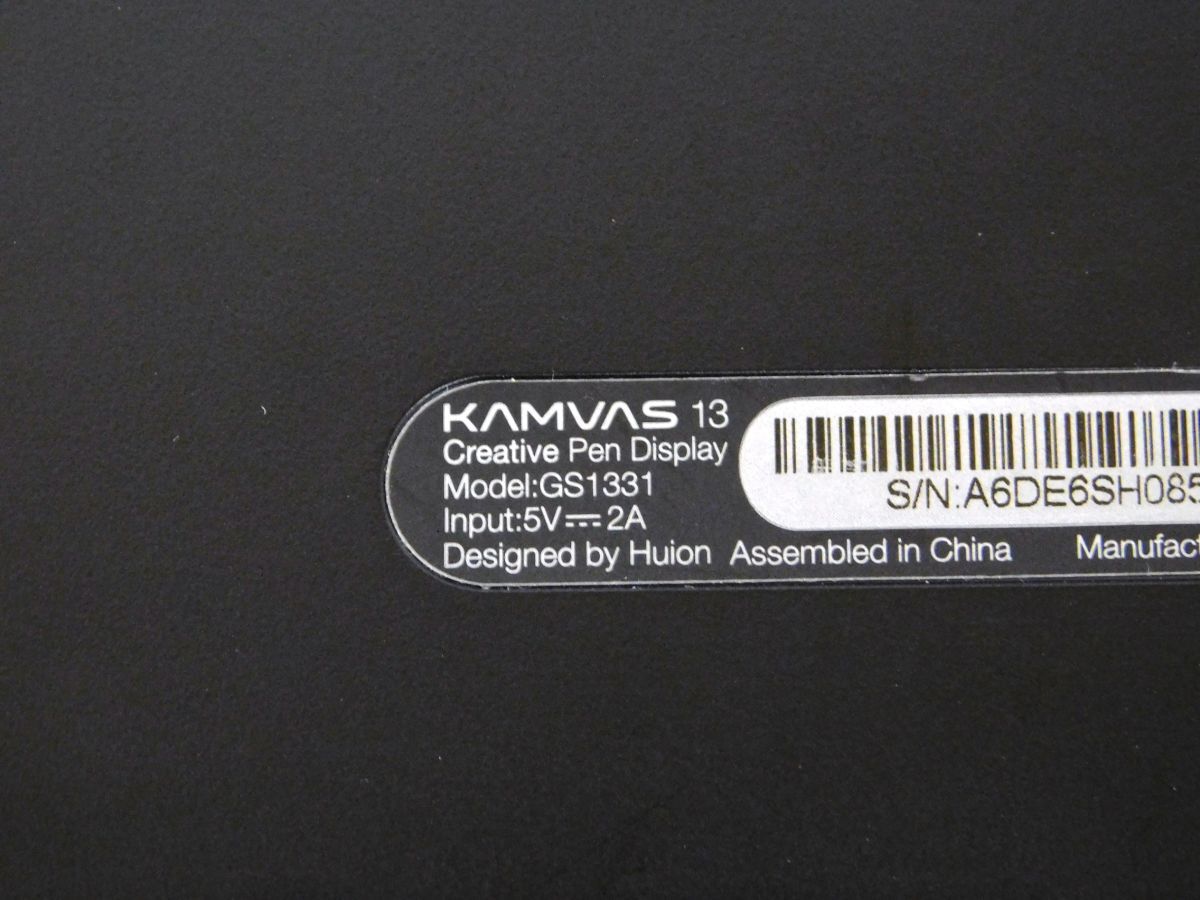 KAMVAS 13
Creative Pen Display
Model:GS1331
Input:5V⎓2A
S/N:A6DE6SH085
Designed by Huion Assembled in China